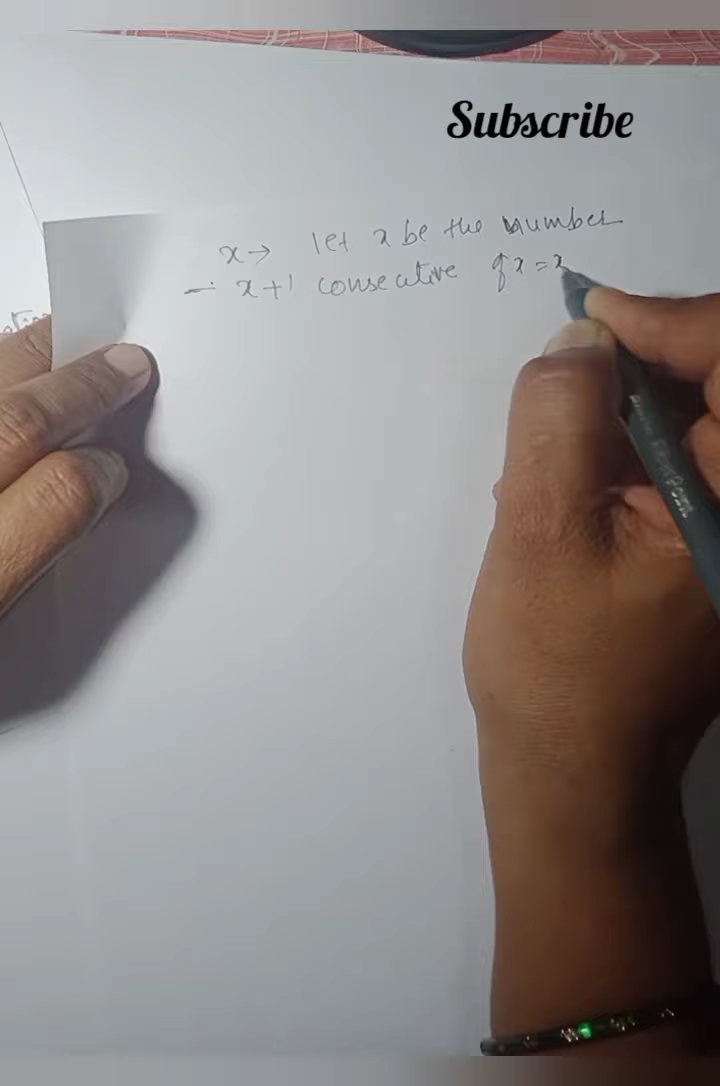 Subscribe
x → let x be the number
x+1 consecutive of x = x